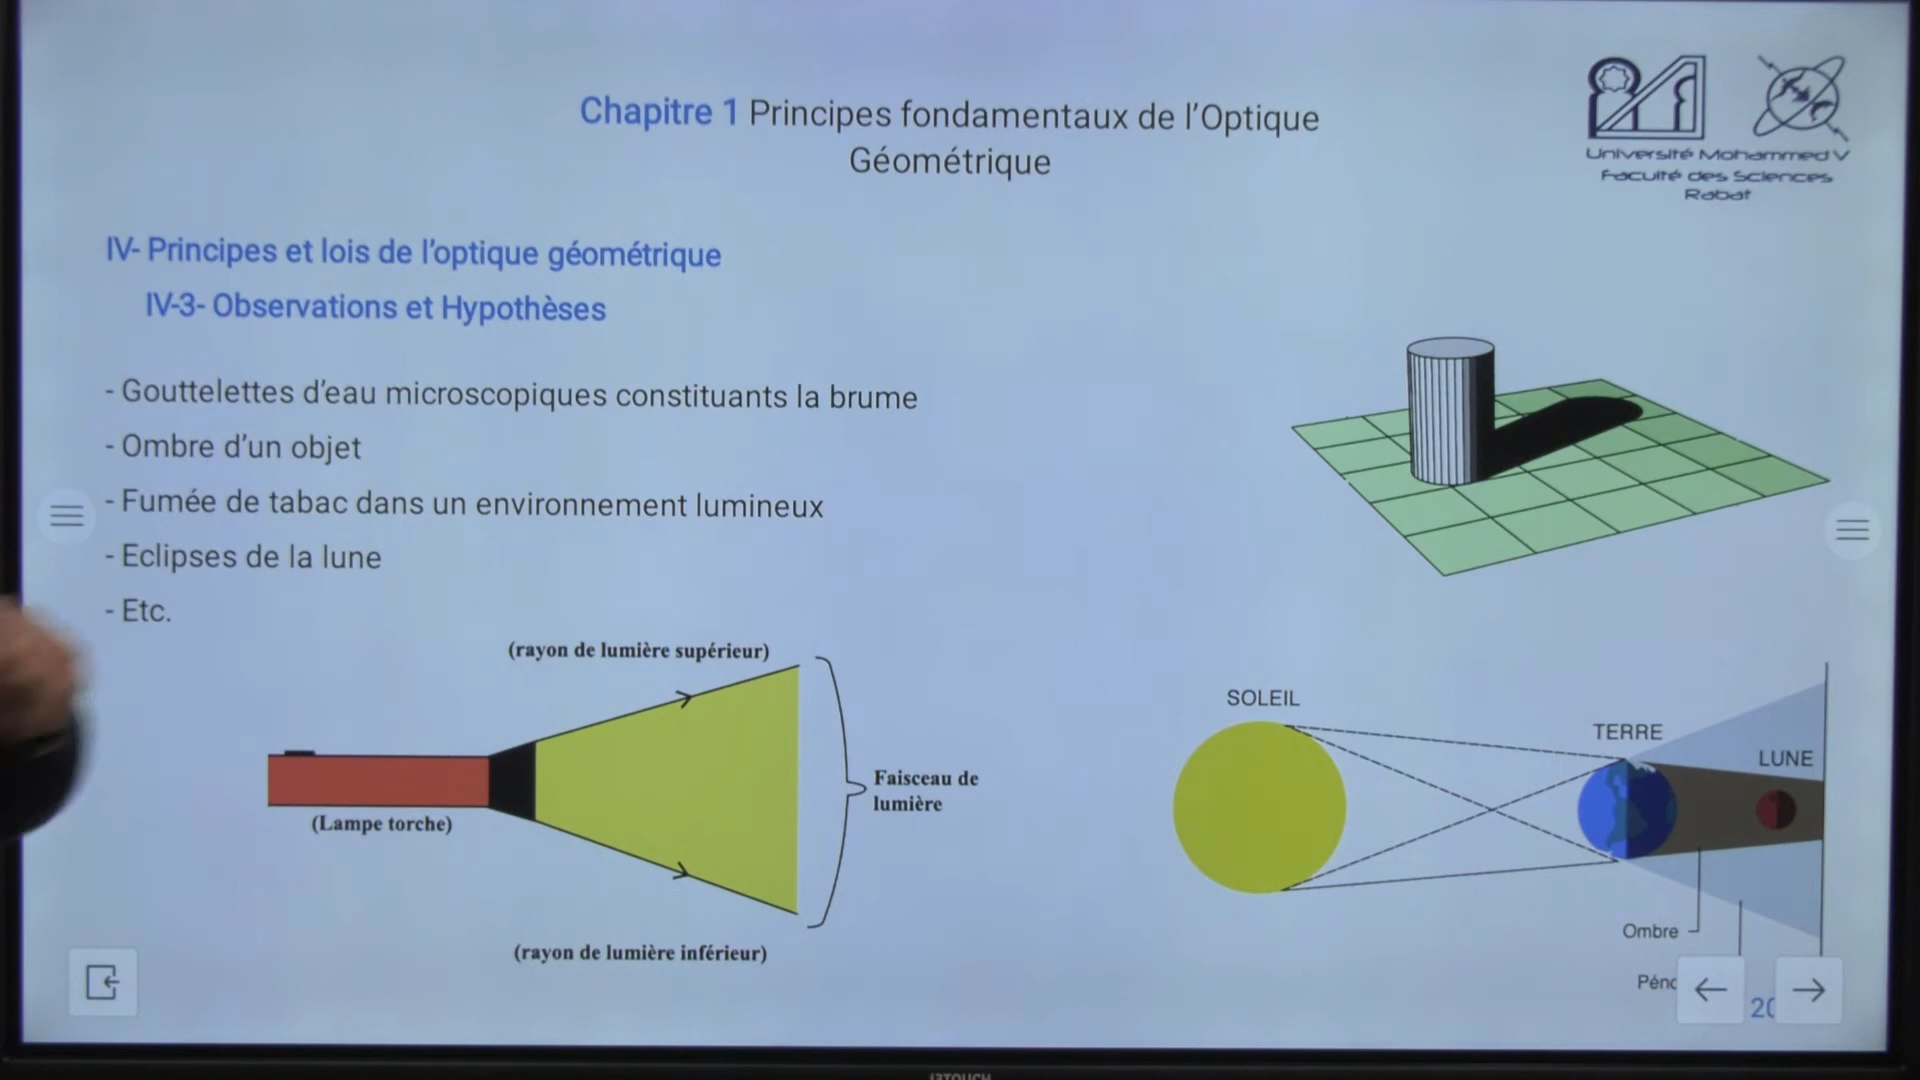 Chapitre 1 Principes fondamentaux de l'Optique
Géométrique
Université Mohammed V
Faculté des Sciences
Rabat
IV- Principes et lois de l'optique géométrique
IV-3- Observations et Hypothèses
- Gouttelettes d'eau microscopiques constituants la brume
- Ombre d'un objet
- Fumée de tabac dans un environnement lumineux
- Eclipses de la lune
- Etc.
(rayon de lumière supérieur)
(Lampe torche)
Faisceau de
lumière
(rayon de lumière inférieur)
SOLEIL
TERRE
LUNE
Ombre